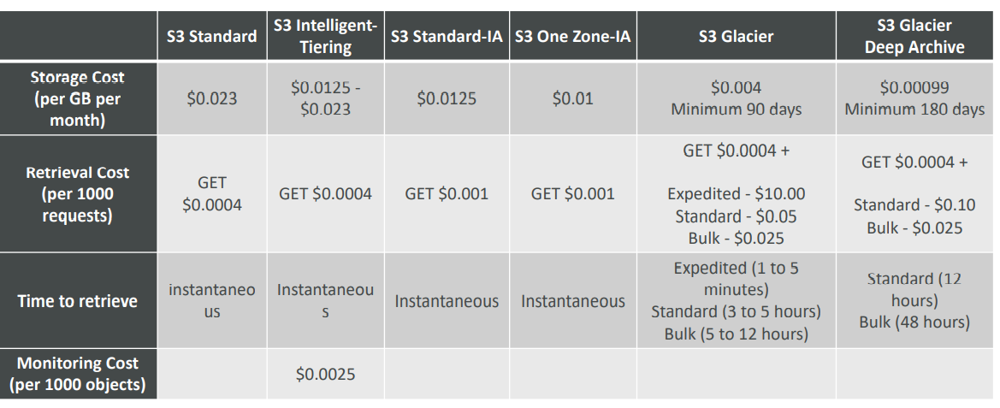 S3 Standard
S3 Intelligent-
Tiering
S3 Standard-IA
S3 One Zone-IA
S3 Glacier
S3 Glacier
Deep Archive
Storage Cost
(per GB per
month)
$0.023
$0.0125 -
$0.023
$0.0125
$0.01
$0.004
Minimum 90 days
$0.00099
Minimum 180 days
Retrieval Cost
(per 1000
requests)
GET
$0.0004
GET $0.0004
GET $0.001
GET $0.001
GET $0.0004 +
Expedited - $10.00
Standard - $0.05
Bulk - $0.025
GET $0.0004 +
Standard - $0.10
Bulk - $0.025
Time to retrieve
instantaneo
us
Instantaneou
s
Instantaneous
Instantaneous
Expedited (1 to 5
minutes)
Standard (3 to 5 hours)
Bulk (5 to 12 hours)
Standard (12
hours)
Bulk (48 hours)
Monitoring Cost
(per 1000 objects)
$0.0025